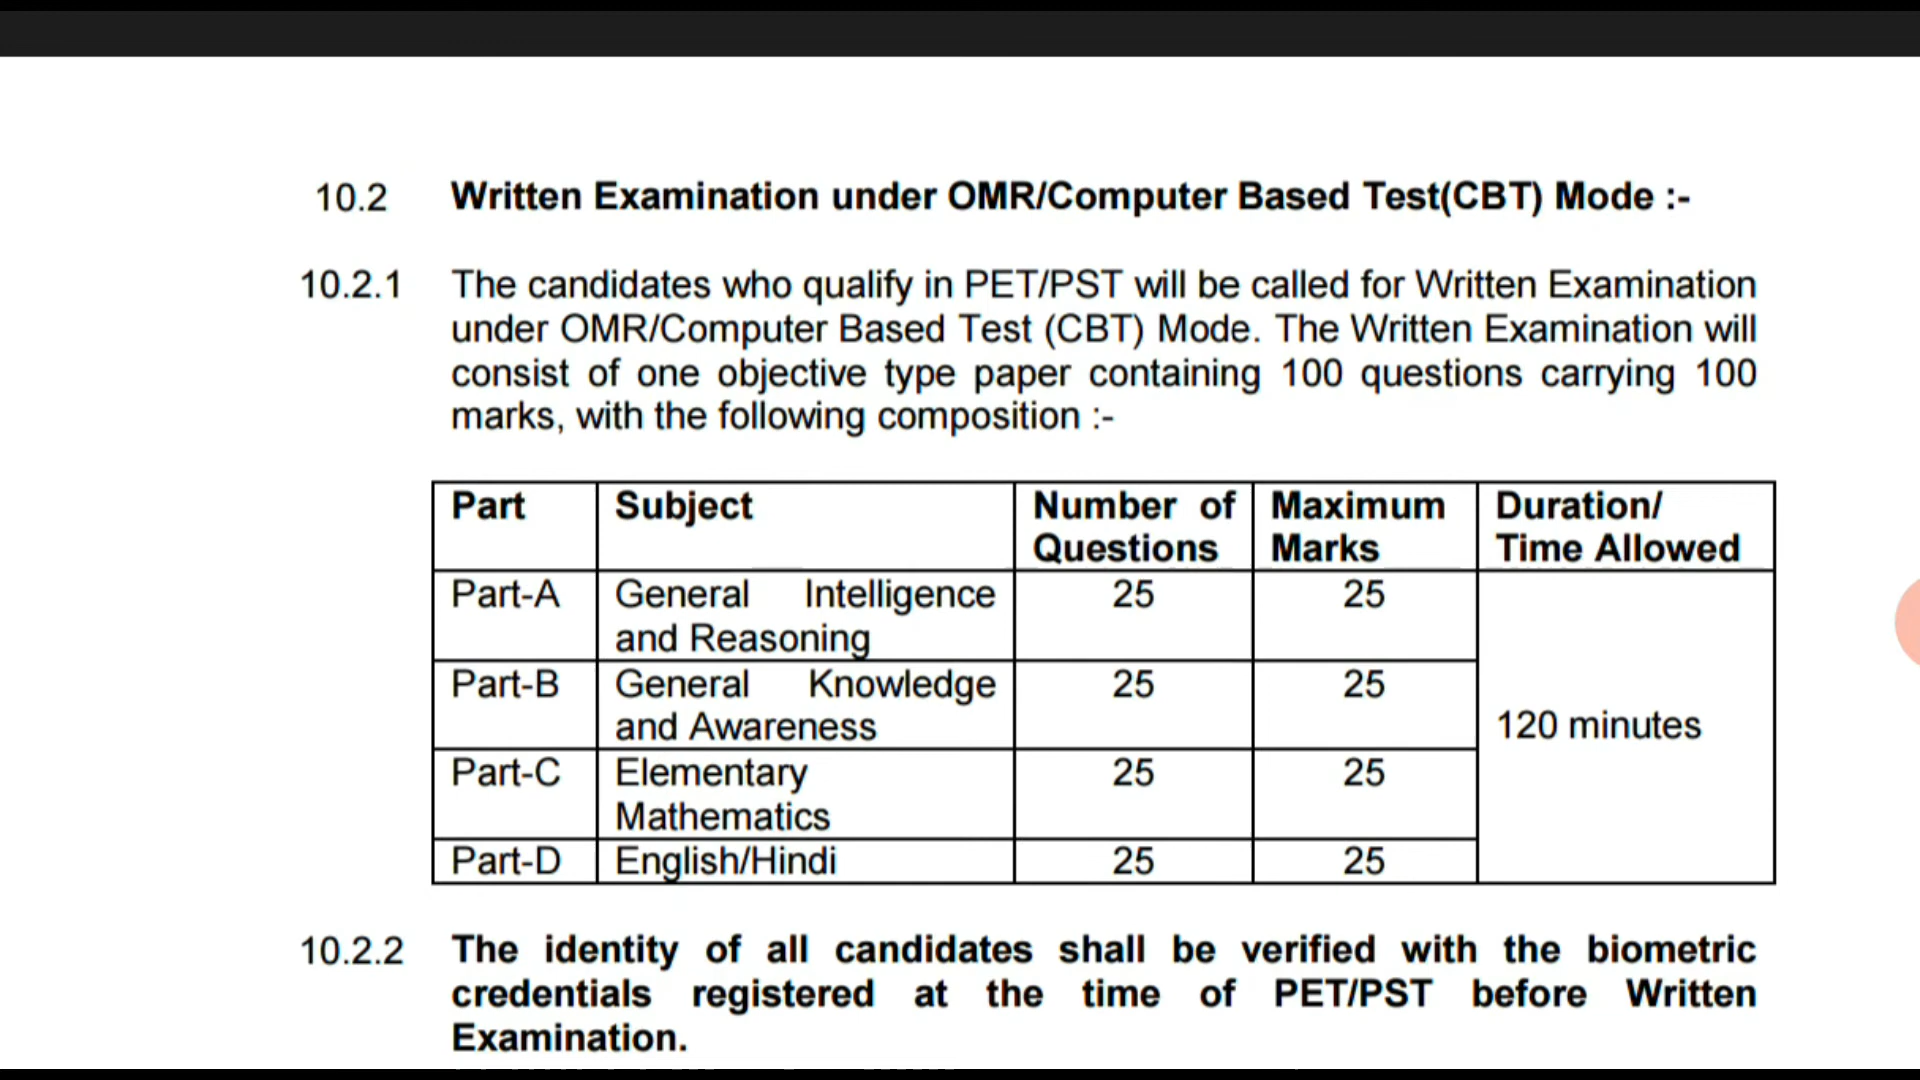 10.2 Written Examination under OMR/Computer Based Test(CBT) Mode :-
10.2.1 The candidates who qualify in PET/PST will be called for Written Examination
under OMR/Computer Based Test (CBT) Mode. The Written Examination will
consist of one objective type paper containing 100 questions carrying 100
marks, with the following composition :-
Part Subject Number of Maximum Duration/
Questions Marks Time Allowed
Part-A General Intelligence 25 25
and Reasoning
Part-B General Knowledge 25 25
and Awareness
120 minutes
Part-C Elementary 25 25
Mathematics
Part-D English/Hindi 25 25
10.2.2 The identity of all candidates shall be verified with the biometric
credentials registered at the time of PET/PST before Written
Examination.